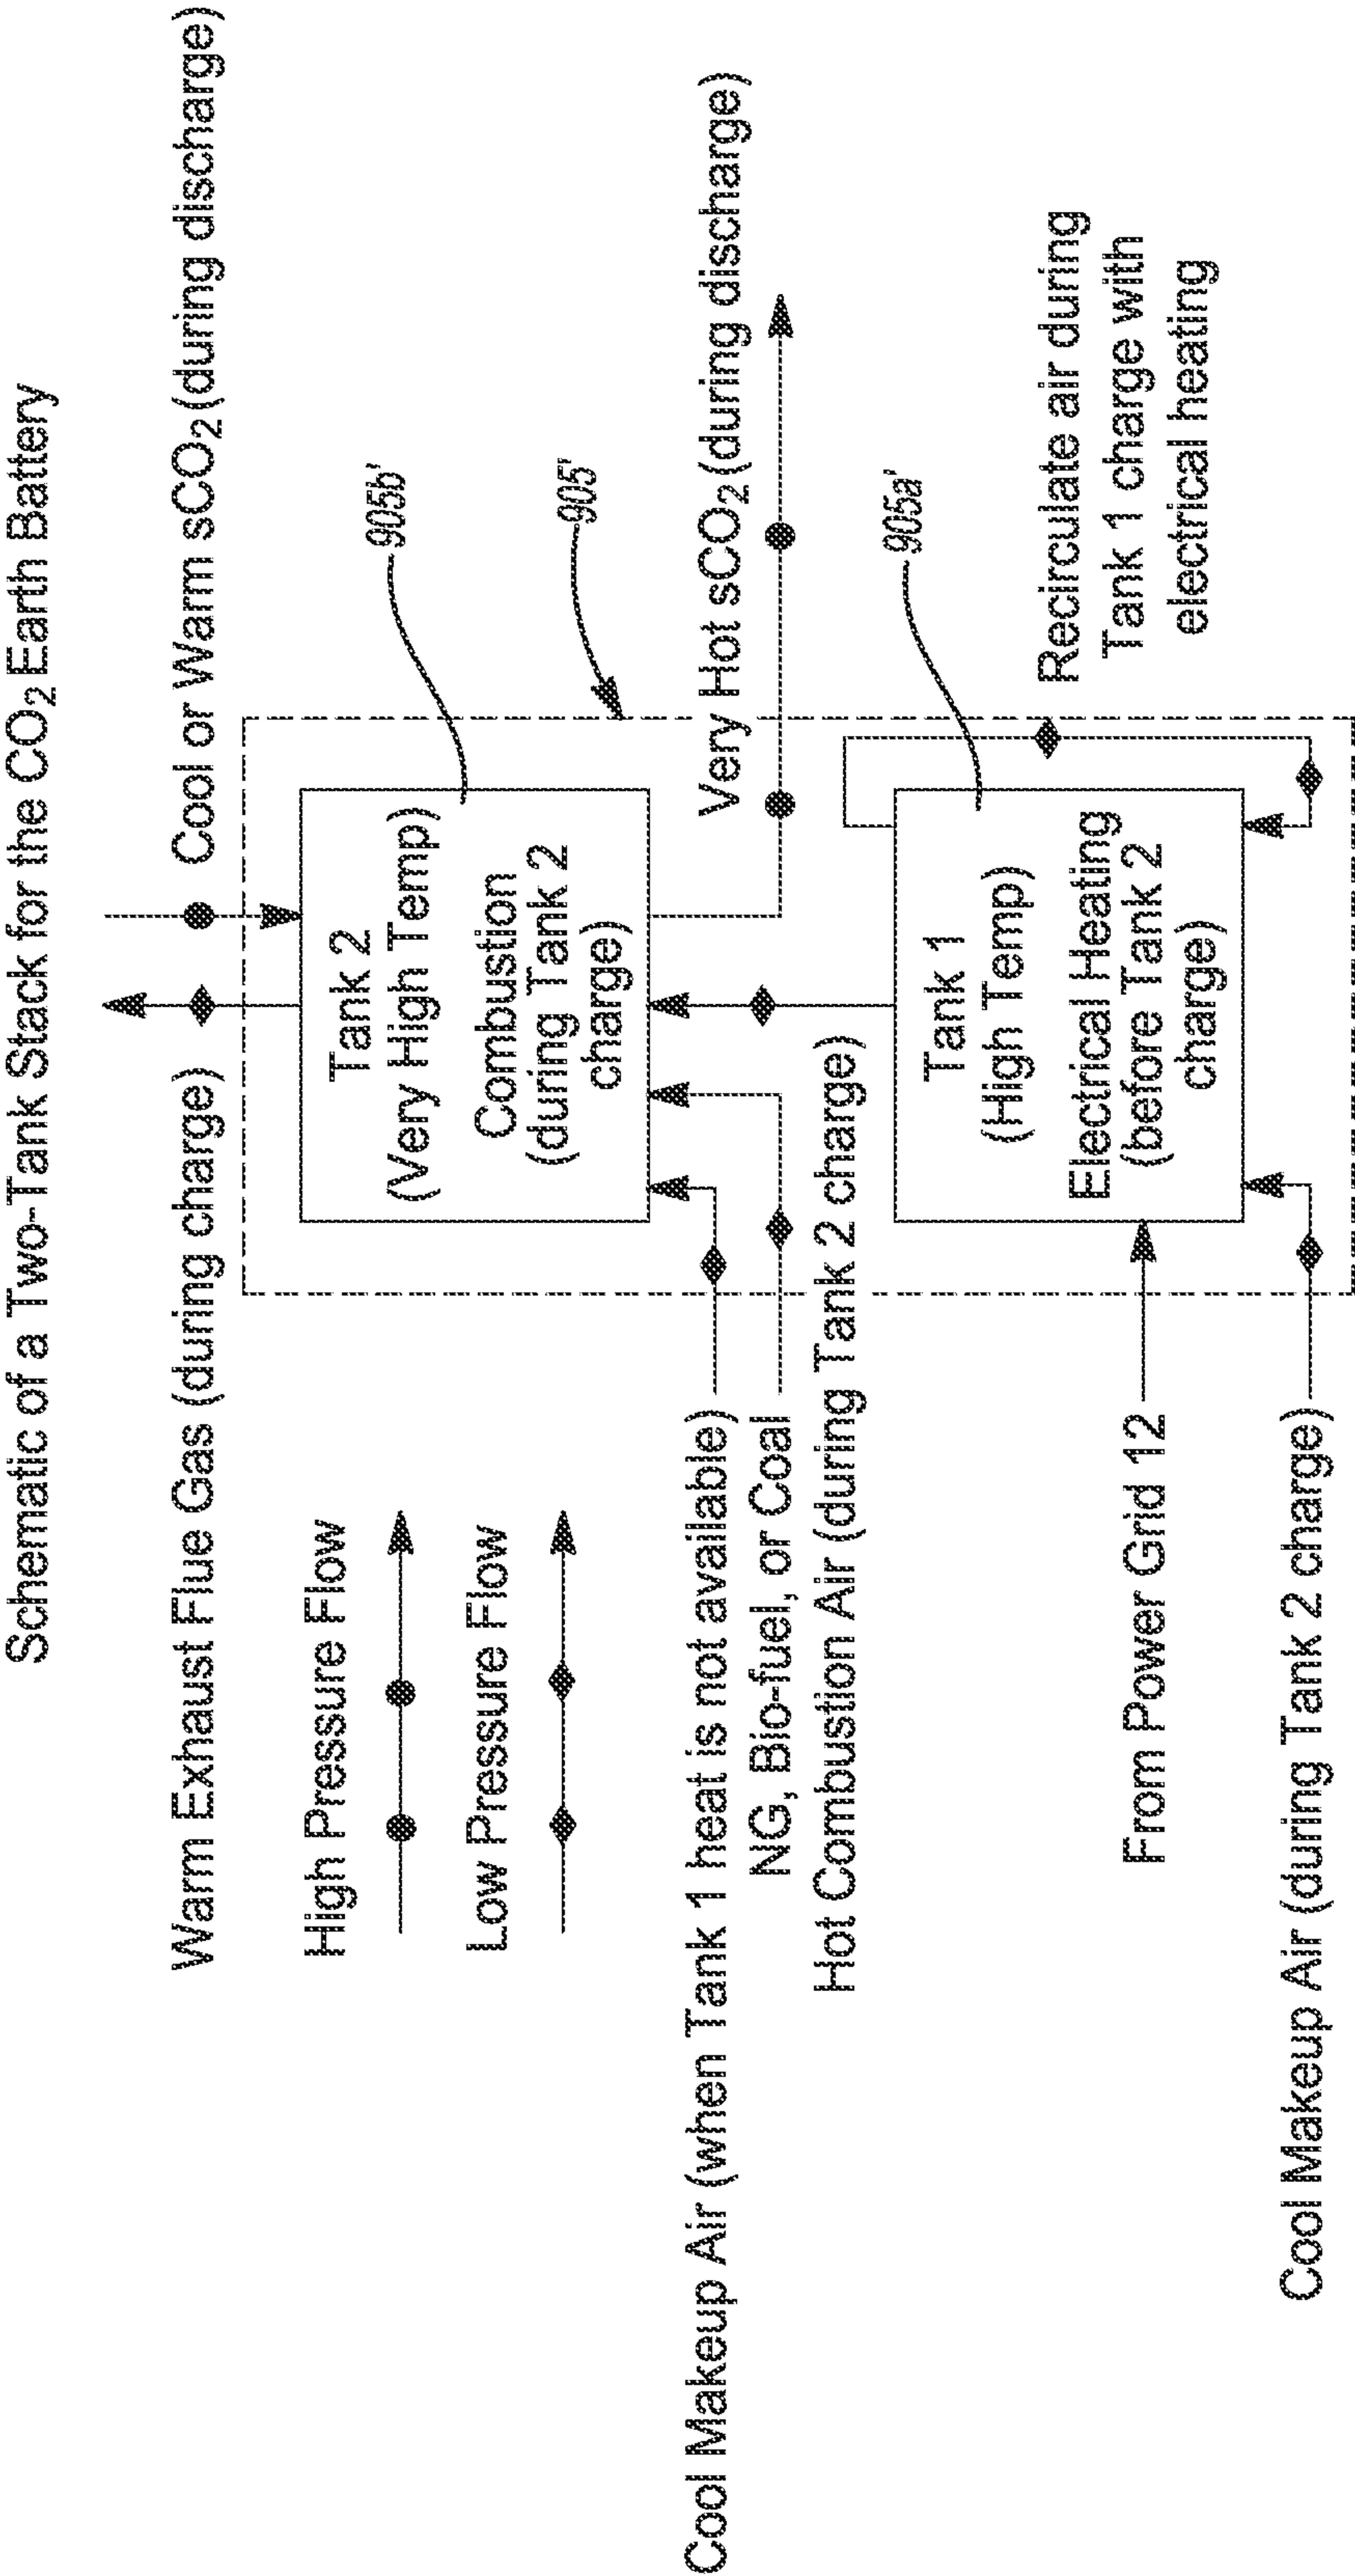 Schematic of a Two-Tank Stack for the CO₂ Earth Battery
Warm Exhaust Flue Gas (during charge)
Cool or Warm sCO₂ (during discharge)
High Pressure Flow
Low Pressure Flow
Tank 2
(Very High Temp)
Combustion
(during Tank 2
charge)
905b'
905'
Cool Makeup Air (when Tank 1 heat is not available)
NG, Bio-fuel, or Coal
Hot Combustion Air (during Tank 2 charge)
Very Hot sCO₂ (during discharge)
Tank 1
(High Temp)
Electrical Heating
(before Tank 2
charge)
905a'
Recirculate air during
Tank 1 charge with
electrical heating
From Power Grid 12
Cool Makeup Air (during Tank 2 charge)